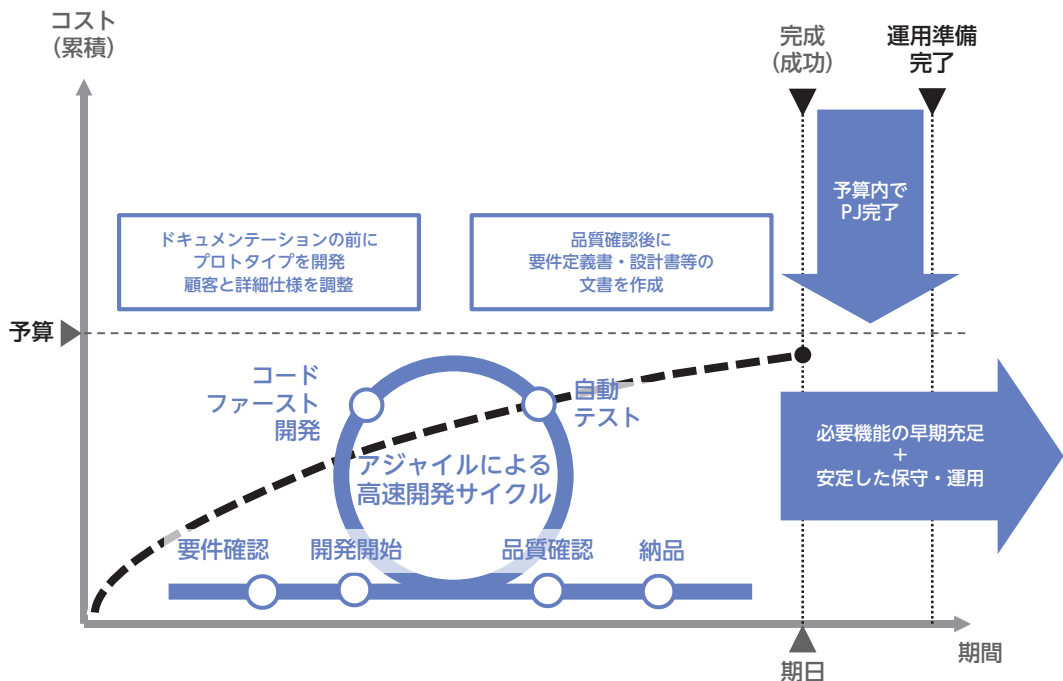 コスト
（累積）
完成
（成功）
運用準備
完了
予算内で
PJ完了
ドキュメンテーションの前に
プロトタイプを開発
顧客と詳細仕様を調整
品質確認後に
要件定義書・設計書等の
文書を作成
予算
コード
ファースト
開発
自動
テスト
アジャイルによる
高速開発サイクル
必要機能の早期充足
+
安定した保守・運用
要件確認
開発開始
品質確認
納品
期間
期日